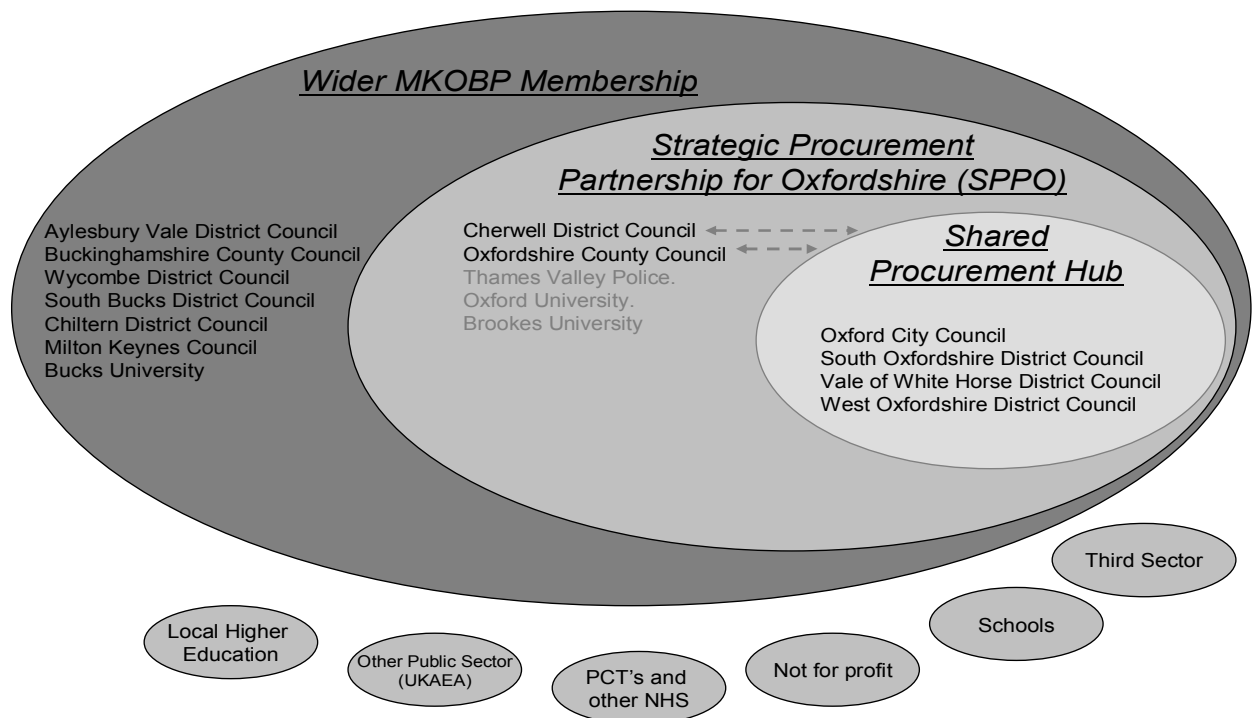 Wider MKOBP Membership
Strategic Procurement
Partnership for Oxfordshire (SPPO)
Aylesbury Vale District Council
Buckinghamshire County Council
Wycombe District Council
South Bucks District Council
Chiltern District Council
Milton Keynes Council
Bucks University
Cherwell District Council
Oxfordshire County Council
Thames Valley Police.
Oxford University.
Brookes University
Shared
Procurement Hub
Oxford City Council
South Oxfordshire District Council
Vale of White Horse District Council
West Oxfordshire District Council
Local Higher
Education
Other Public Sector
(UKAEA)
PCT's and
other NHS
Not for profit
Schools
Third Sector